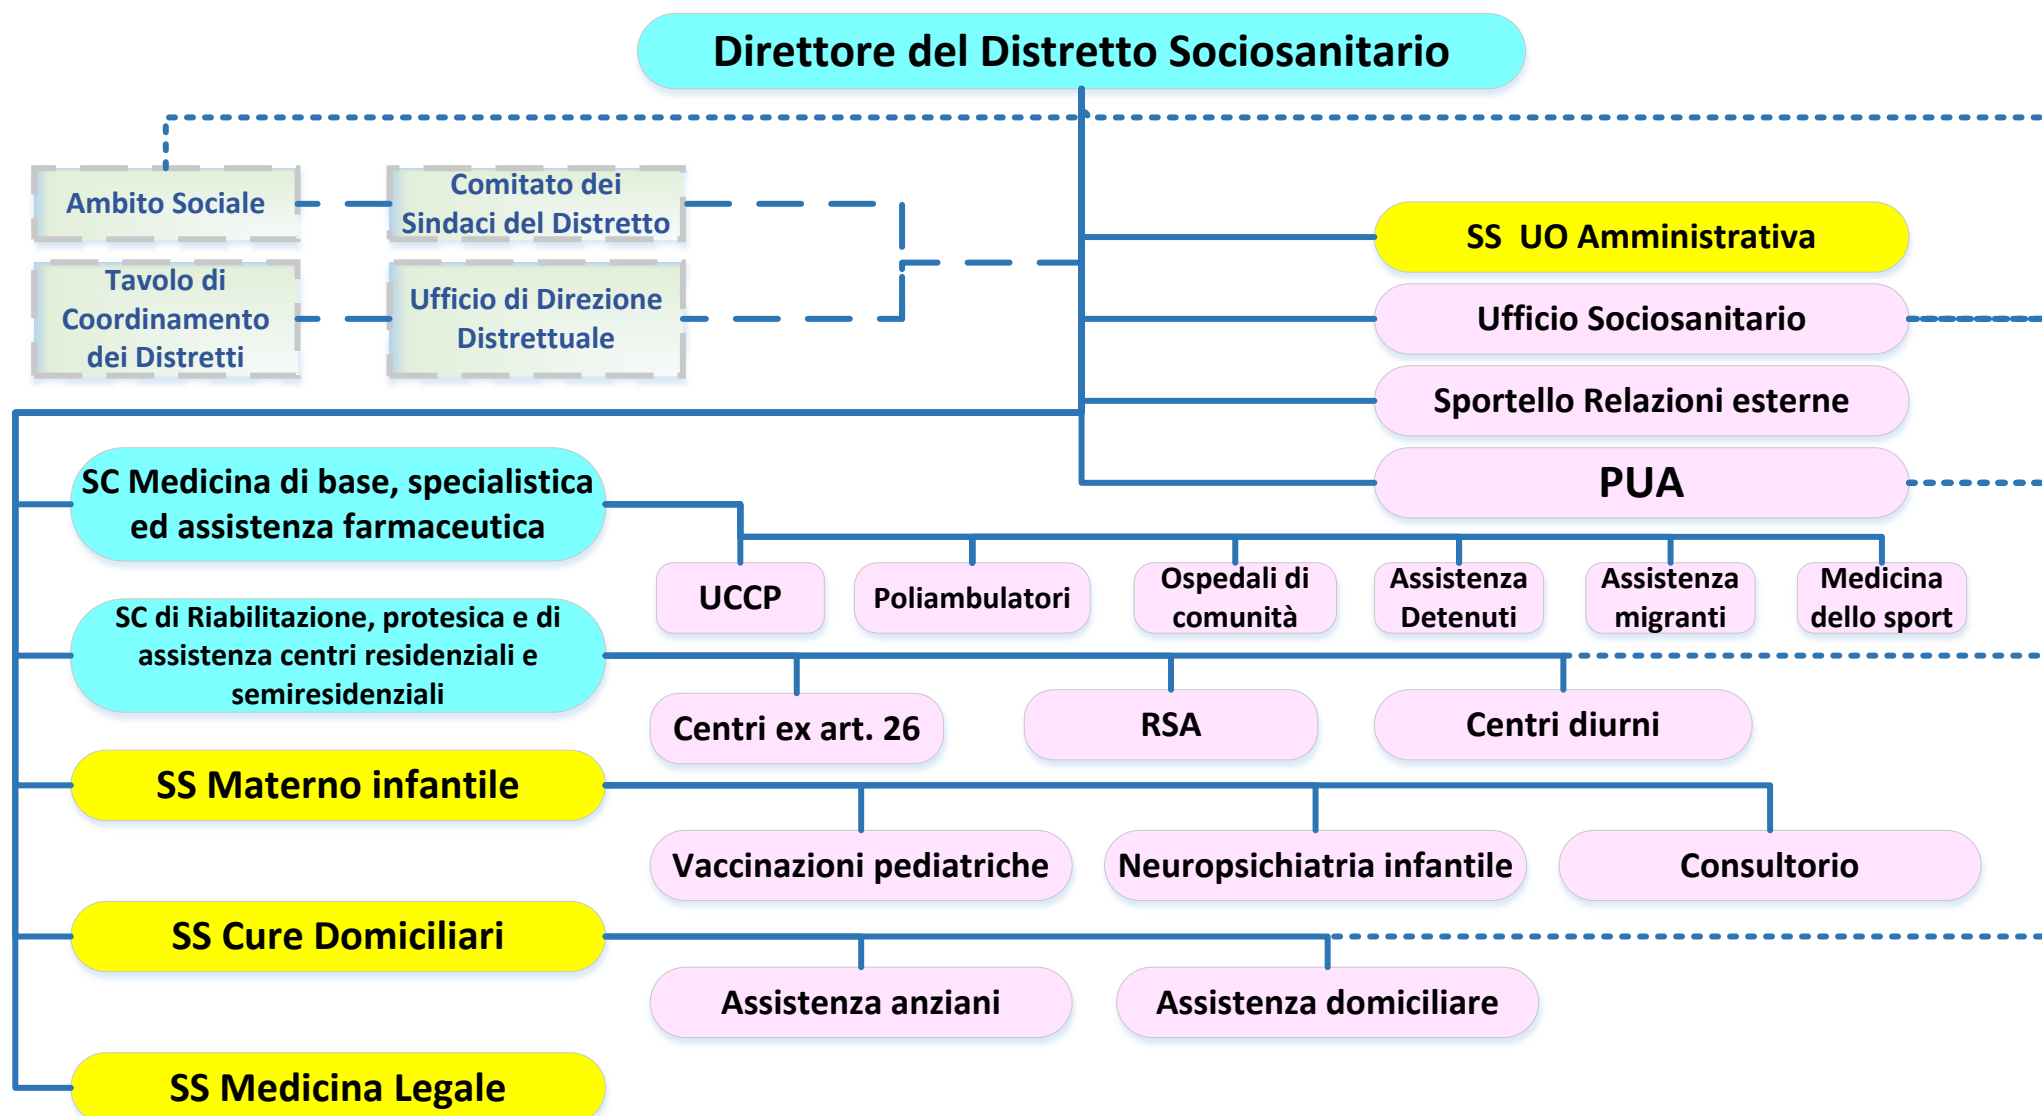 Direttore del Distretto Sociosanitario
Ambito Sociale
Comitato dei
Sindaci del Distretto
Tavolo di
Coordinamento
dei Distretti
Ufficio di Direzione
Distrettuale
SS UO Amministrativa
Ufficio Sociosanitario
Sportello Relazioni esterne
PUA
SC Medicina di base, specialistica
ed assistenza farmaceutica
UCCP
Poliambulatori
Ospedali di
comunità
Assistenza
Detenuti
Assistenza
migranti
Medicina
dello sport
SC di Riabilitazione, protesica e di
assistenza centri residenziali e
semiresidenziali
Centri ex art. 26
RSA
Centri diurni
SS Materno infantile
Vaccinazioni pediatriche
Neuropsichiatria infantile
Consultorio
SS Cure Domiciliari
Assistenza anziani
Assistenza domiciliare
SS Medicina Legale